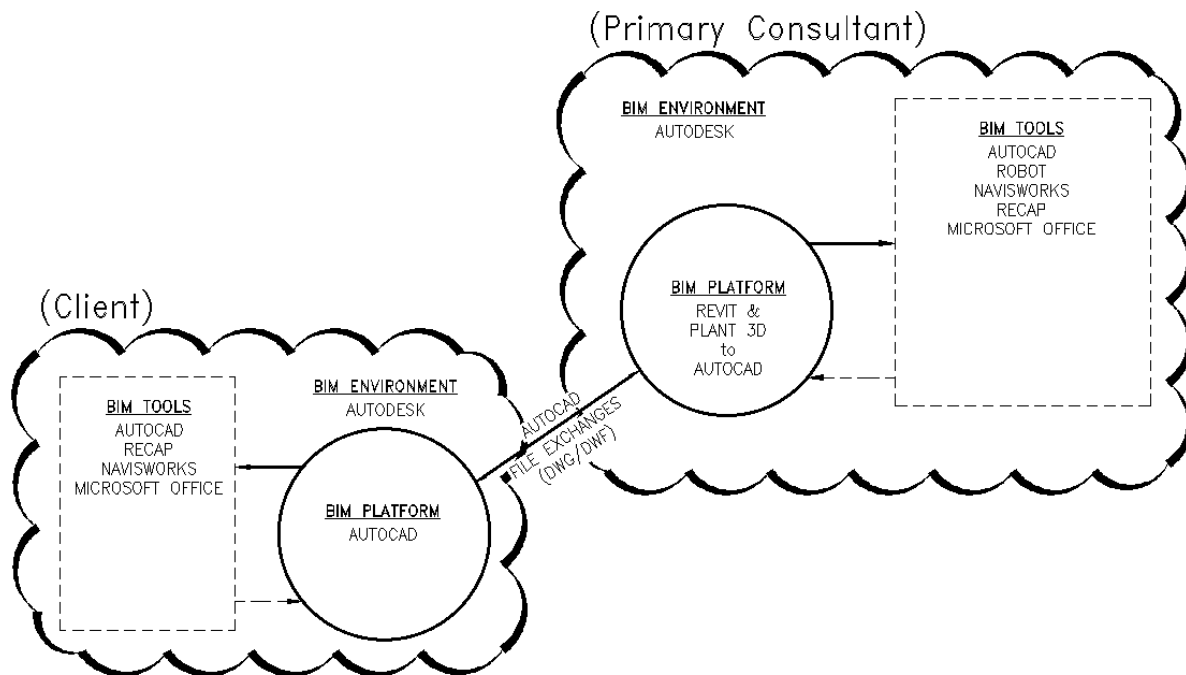 (Primary Consultant)
BIM ENVIRONMENT
AUTODESK
BIM TOOLS
AUTOCAD
ROBOT
NAVISWORKS
RECAP
MICROSOFT OFFICE
BIM PLATFORM
REVIT &
PLANT 3D
to
AUTOCAD
(Client)
BIM TOOLS
AUTOCAD
RECAP
NAVISWORKS
MICROSOFT OFFICE
BIM ENVIRONMENT
AUTODESK
BIM PLATFORM
AUTOCAD
AUTOCAD
FILE EXCHANGES
(DWG/DWF)